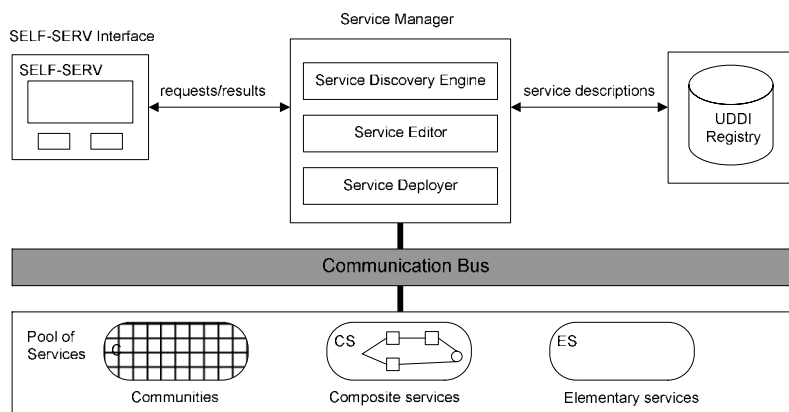 Service Manager
SELF-SERV Interface
SELF-SERV
requests/results
Service Discovery Engine
service descriptions
Service Editor
UDDI
Registry
Service Deployer
Communication Bus
Pool of
Services
C
CS
ES
Communities
Composite services
Elementary services